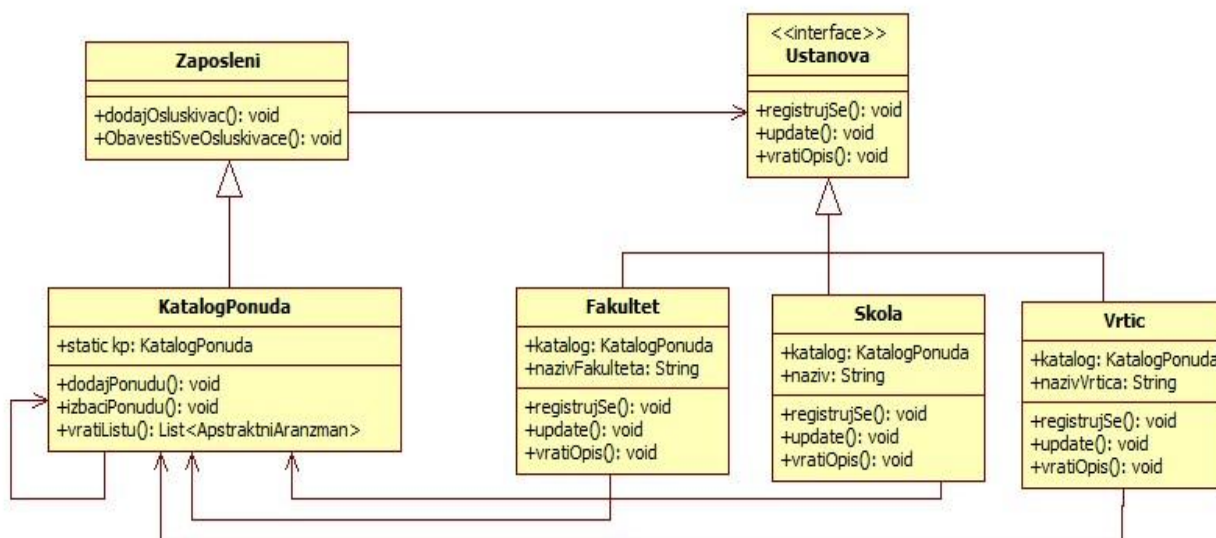 Zaposleni
+dodajOsluskivac(): void
+ObavestiSveOsluskivace(): void
<<interface>>
Ustanova
+registrujSe(): void
+update(): void
+vratiOpis(): void
KatalogPonuda
+static kp: KatalogPonuda
+dodajPonudu(): void
+izbaciPonudu(): void
+vratiListu(): List<ApstraktniAranzman>
Fakultet
+katalog: KatalogPonuda
+nazivFakulteta: String
+registrujSe(): void
+update(): void
+vratiOpis(): void
Skola
+katalog: KatalogPonuda
+naziv: String
+registrujSe(): void
+update(): void
+vratiOpis(): void
Vrtic
+katalog: KatalogPonuda
+nazivVrtica: String
+registrujSe(): void
+update(): void
+vratiOpis(): void